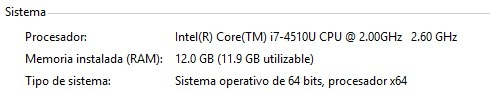 Sistema
Procesador: Intel(R) Core(TM) i7-4510U CPU @ 2.00GHz 2.60 GHz
Memoria instalada (RAM): 12.0 GB (11.9 GB utilizable)
Tipo de sistema: Sistema operativo de 64 bits, procesador x64